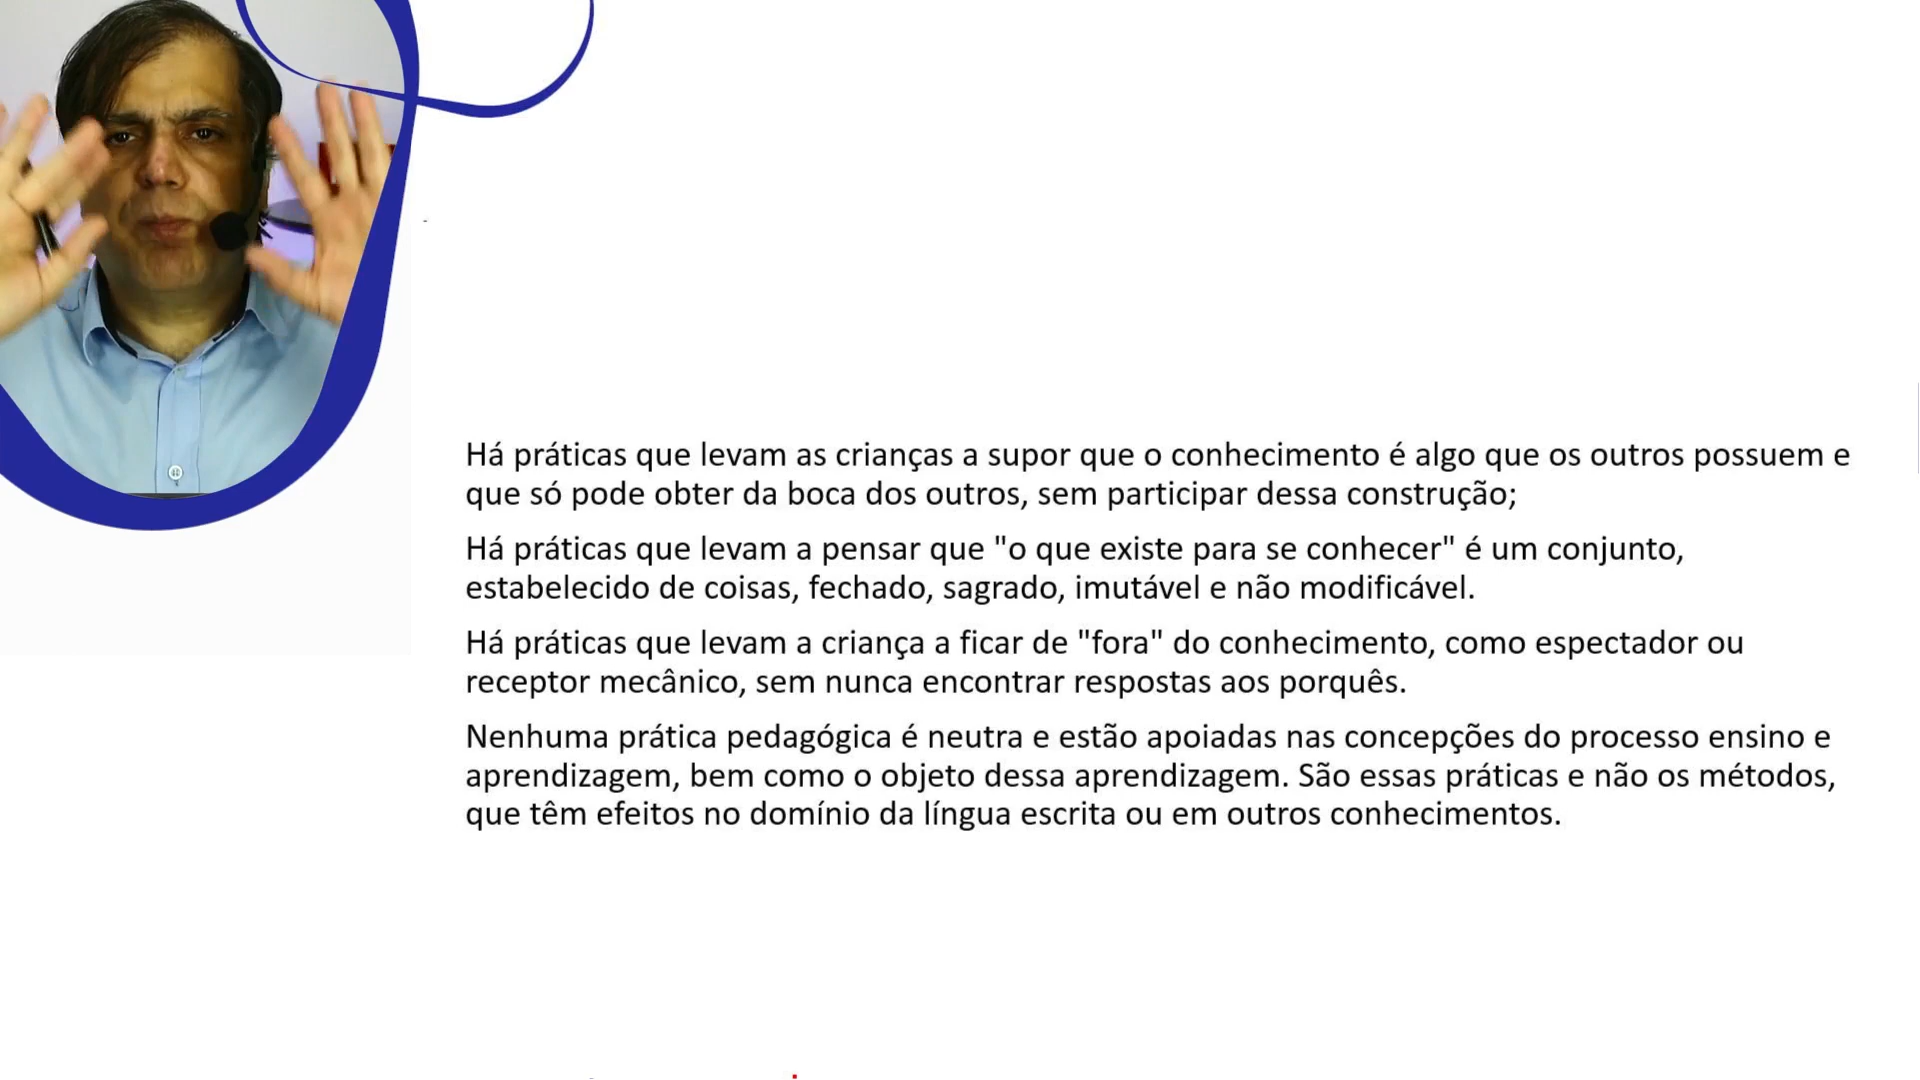 Há práticas que levam as crianças a supor que o conhecimento é algo que os outros possuem e
que só pode obter da boca dos outros, sem participar dessa construção;
Há práticas que levam a pensar que "o que existe para se conhecer" é um conjunto,
estabelecido de coisas, fechado, sagrado, imutável e não modificável.
Há práticas que levam a criança a ficar de "fora" do conhecimento, como espectador ou
receptor mecânico, sem nunca encontrar respostas aos porquês.
Nenhuma prática pedagógica é neutra e estão apoiadas nas concepções do processo ensino e
aprendizagem, bem como o objeto dessa aprendizagem. São essas práticas e não os métodos,
que têm efeitos no domínio da língua escrita ou em outros conhecimentos.